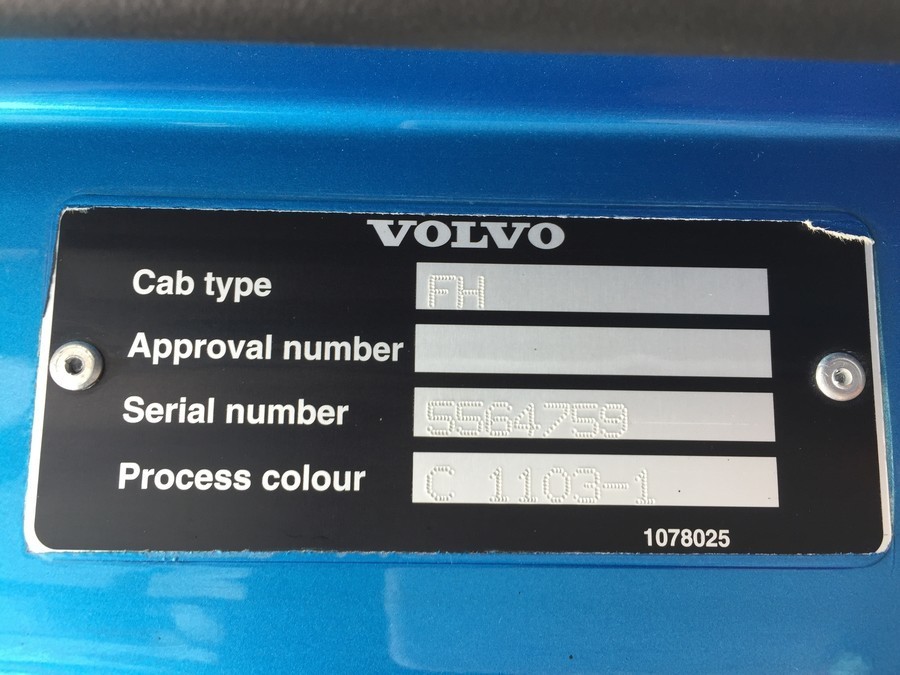 VOLVO
Cab type FH
Approval number
Serial number 5564759
Process colour C 1103-1
1078025